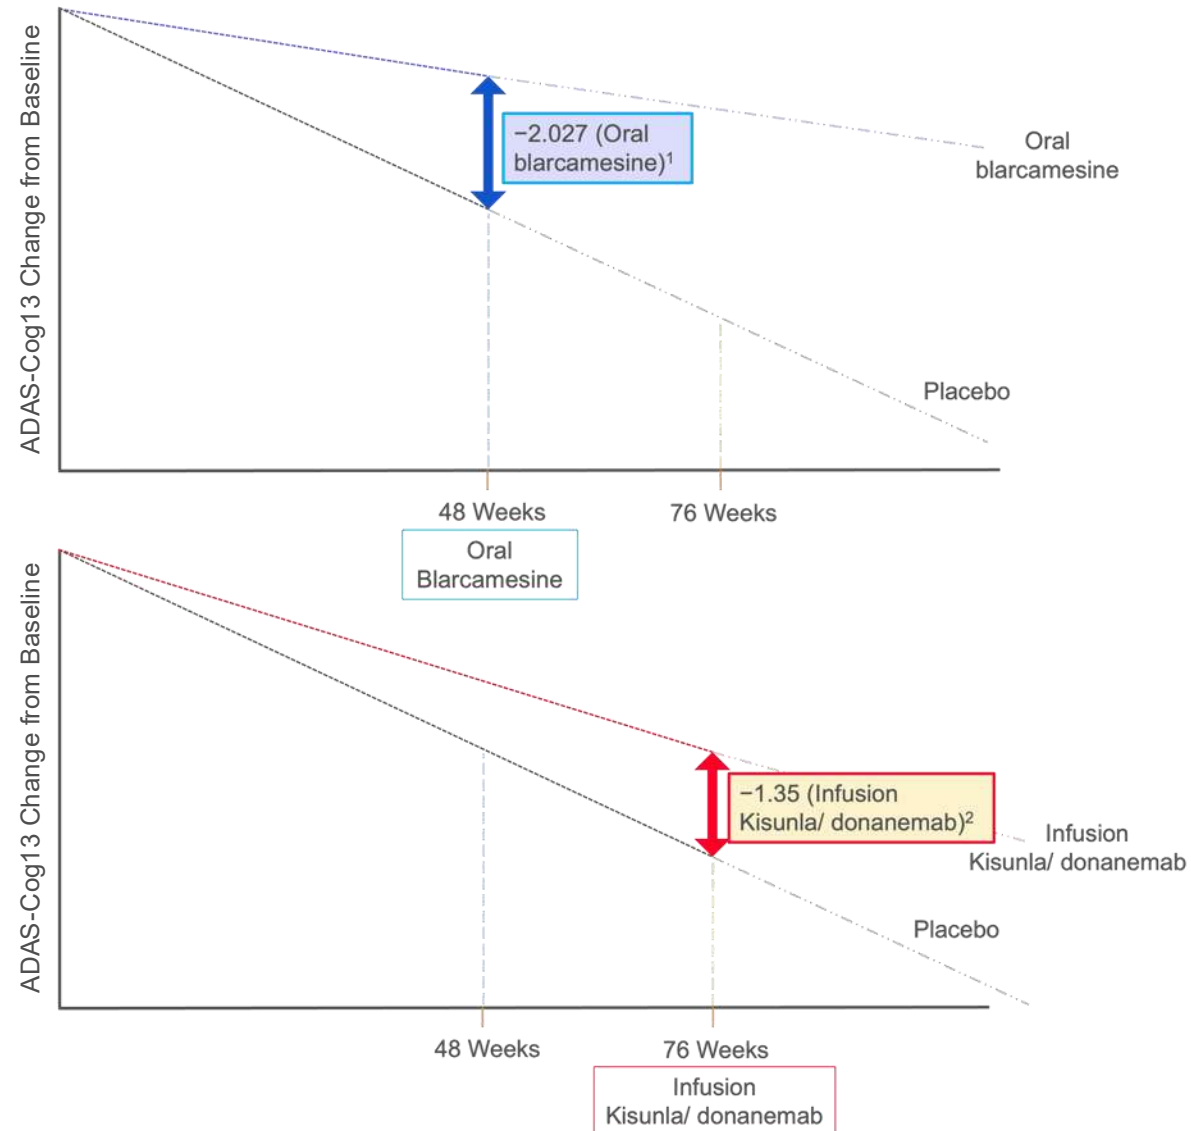 ADAS-Cog13 Change from Baseline
−2.027 (Oral
blarcamesine)¹
Oral
blarcamesine
Placebo
48 Weeks
76 Weeks
Oral
Blarcamesine
ADAS-Cog13 Change from Baseline
−1.35 (Infusion
Kisunla/ donanemab)²
Infusion
Kisunla/ donanemab
Placebo
48 Weeks
76 Weeks
Infusion
Kisunla/ donanemab